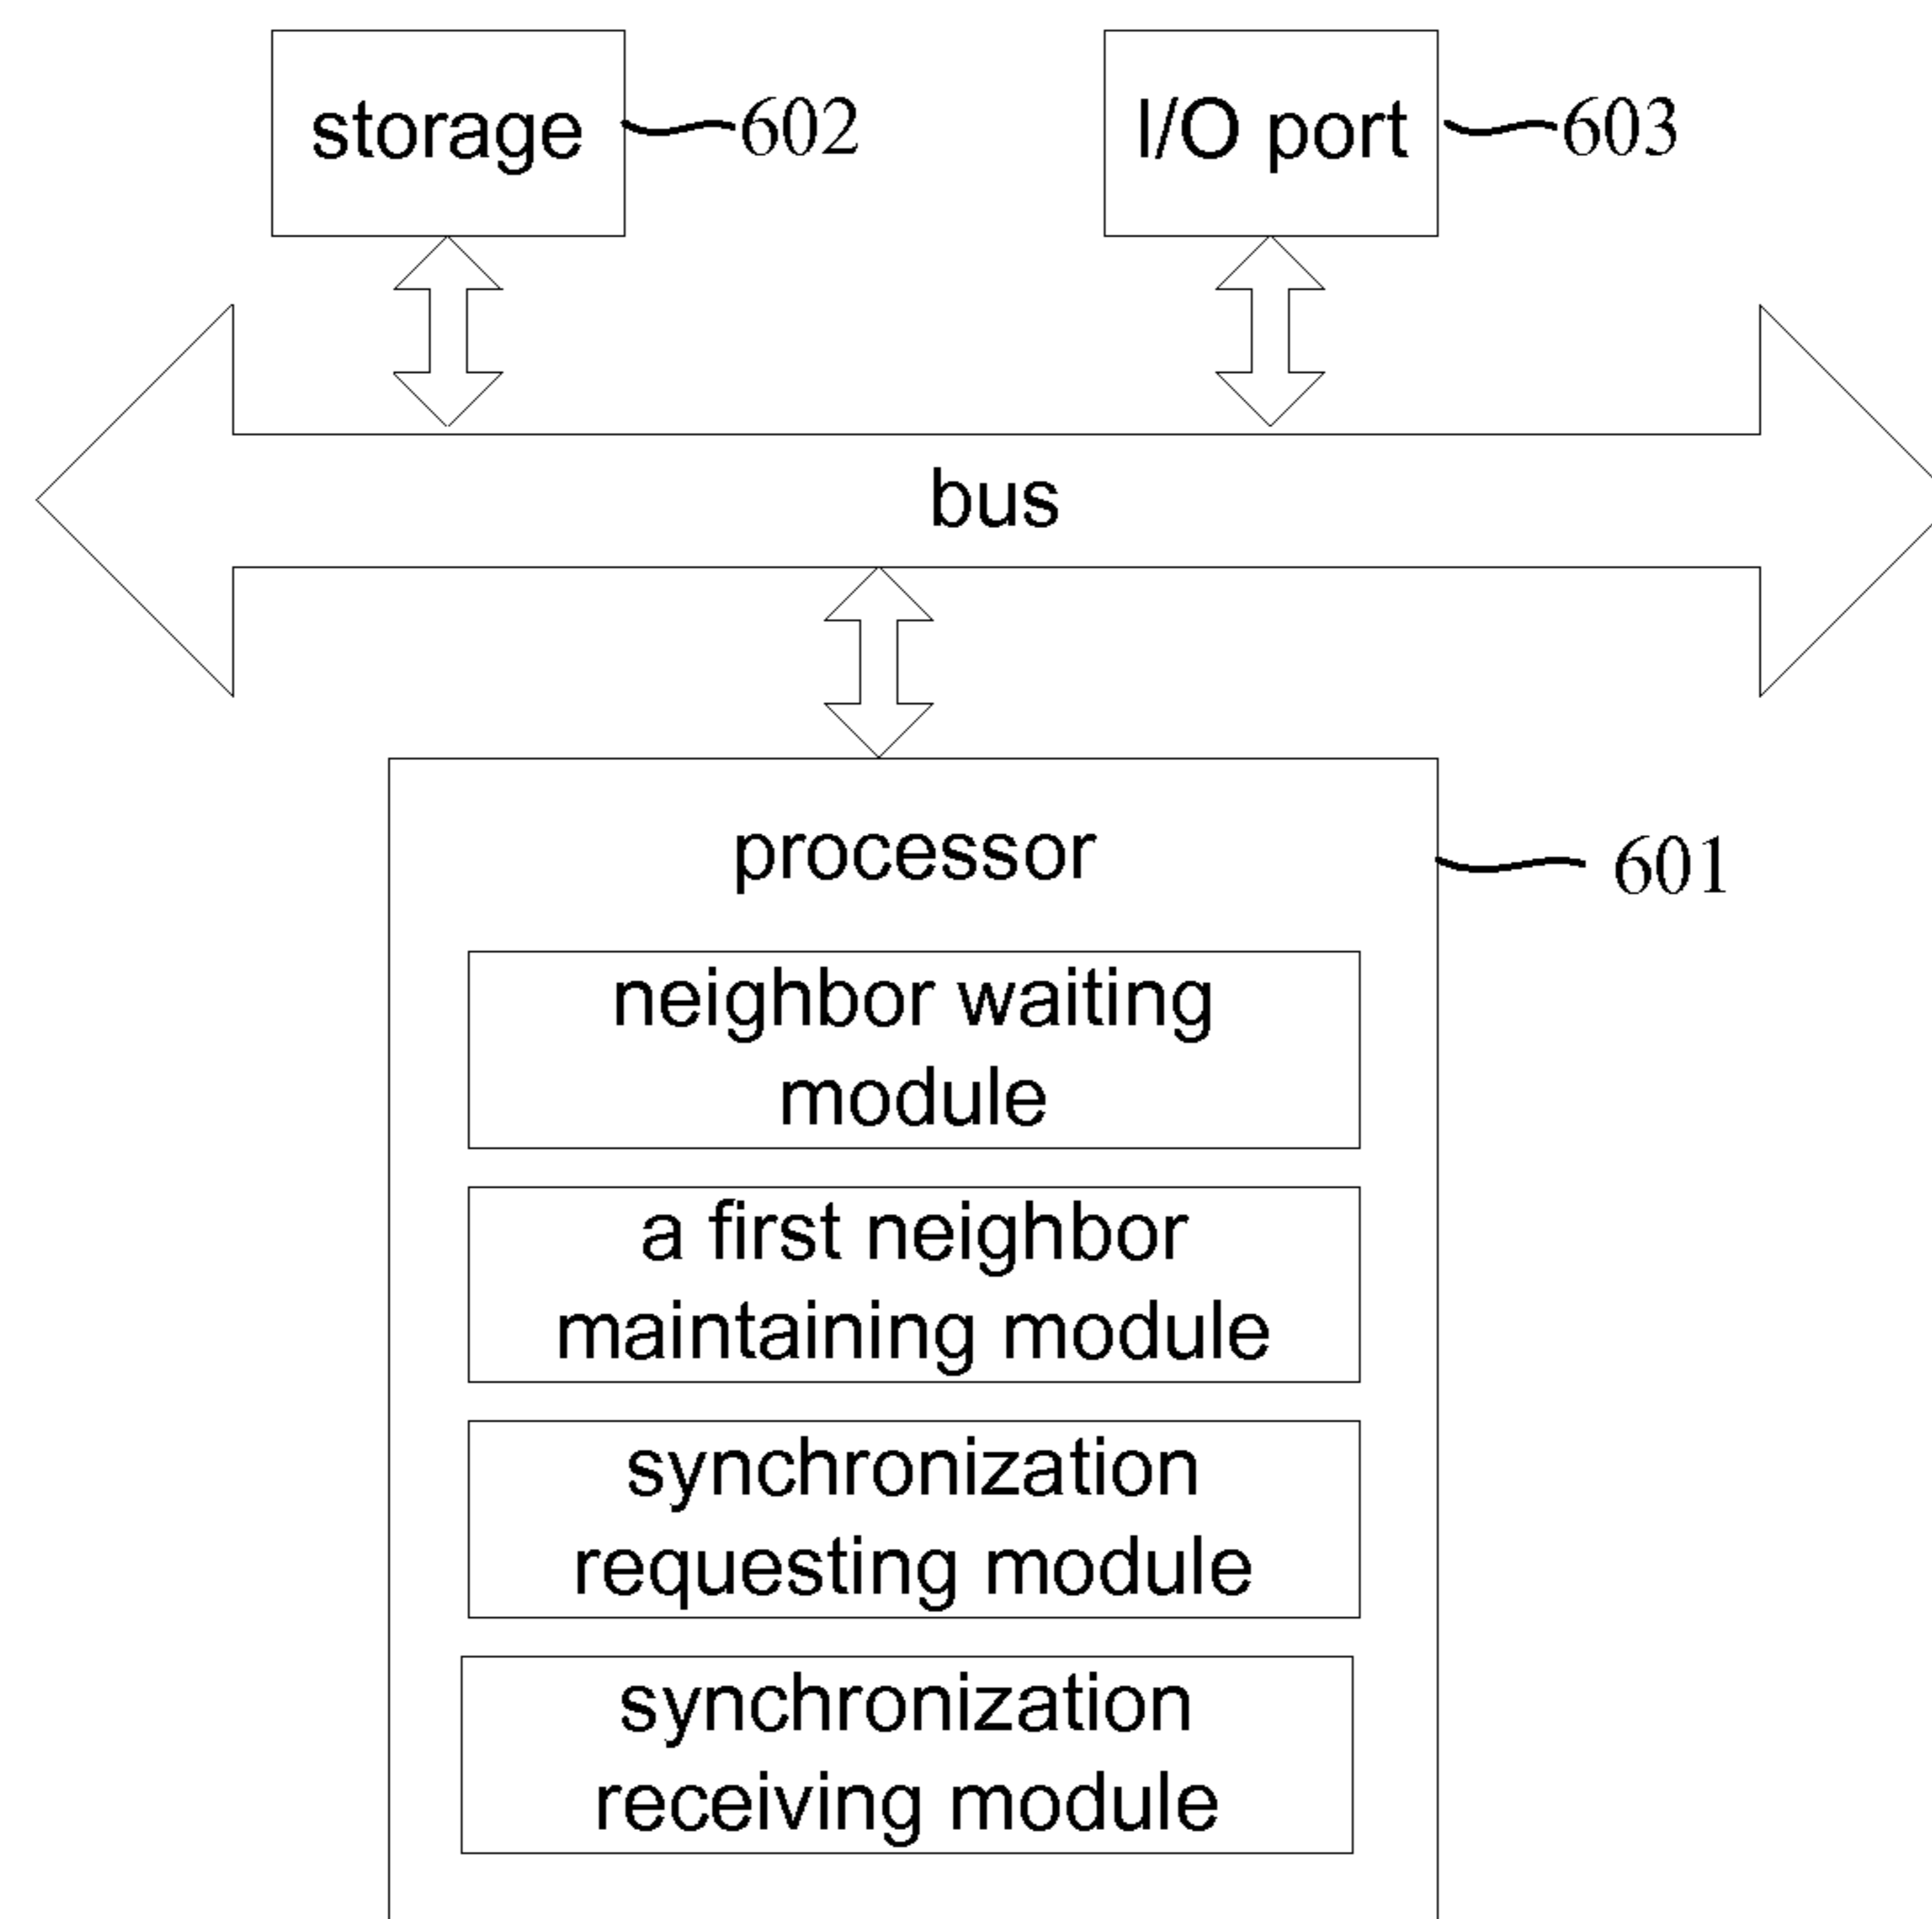 storage 602
I/O port 603
bus
processor
601
neighbor waiting
module
a first neighbor
maintaining module
synchronization
requesting module
synchronization
receiving module